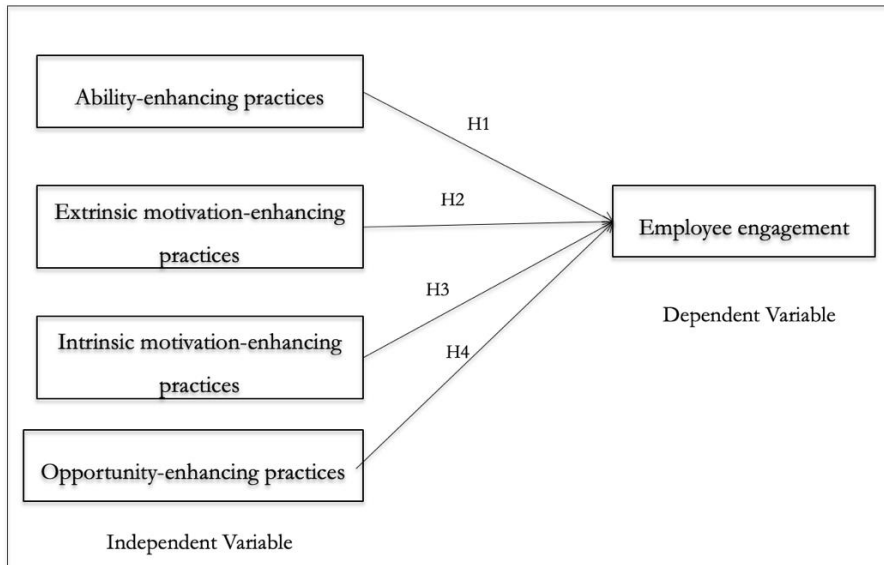 Ability-enhancing practices
H1
Extrinsic motivation-enhancing
practices
H2
Employee engagement
Intrinsic motivation-enhancing
practices
H3
Dependent Variable
H4
Opportunity-enhancing practices
Independent Variable